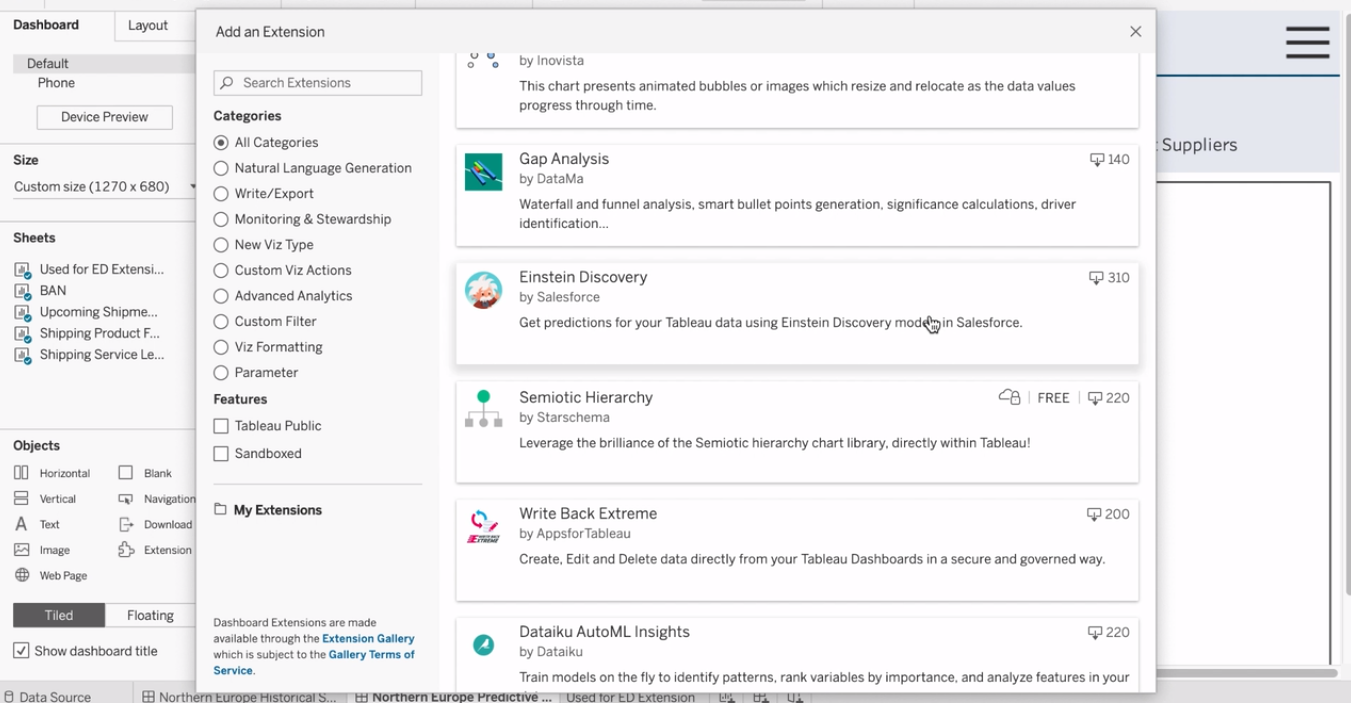 Dashboard
Layout
Default
Phone
Device Preview
Size
Custom size (1270 x 680)
Sheets
Used for ED Extensi...
BAN
Upcoming Shipme...
Shipping Product F...
Shipping Service Le...
Objects
Horizontal
Blank
Vertical
Navigation
Text
Download
Image
Extension
Web Page
Tiled
Floating
Show dashboard title
Add an Extension
Search Extensions
Categories
All Categories
Natural Language Generation
Write/Export
Monitoring & Stewardship
New Viz Type
Custom Viz Actions
Advanced Analytics
Custom Filter
Viz Formatting
Parameter
Features
Tableau Public
Sandboxed
My Extensions
Dashboard Extensions are made
available through the Extension Gallery
which is subject to the Gallery Terms of
Service.
by Inovista
This chart presents animated bubbles or images which resize and relocate as the data values
progress through time.
Gap Analysis
140
by DataMa
Waterfall and funnel analysis, smart bullet points generation, significance calculations, driver
identification...
Einstein Discovery
310
by Salesforce
Get predictions for your Tableau data using Einstein Discovery models in Salesforce.
Semiotic Hierarchy
FREE
220
by Starschema
Leverage the brilliance of the Semiotic hierarchy chart library, directly within Tableau!
Write Back Extreme
200
by AppsforTableau
Create, Edit and Delete data directly from your Tableau Dashboards in a secure and governed way.
Dataiku AutoML Insights
220
by Dataiku
Train models on the fly to identify patterns, rank variables by importance, and analyze features in your
Suppliers
Data Source
Northern Europe Historical S...
Northern Europe Predictive ...
Used for ED Extension